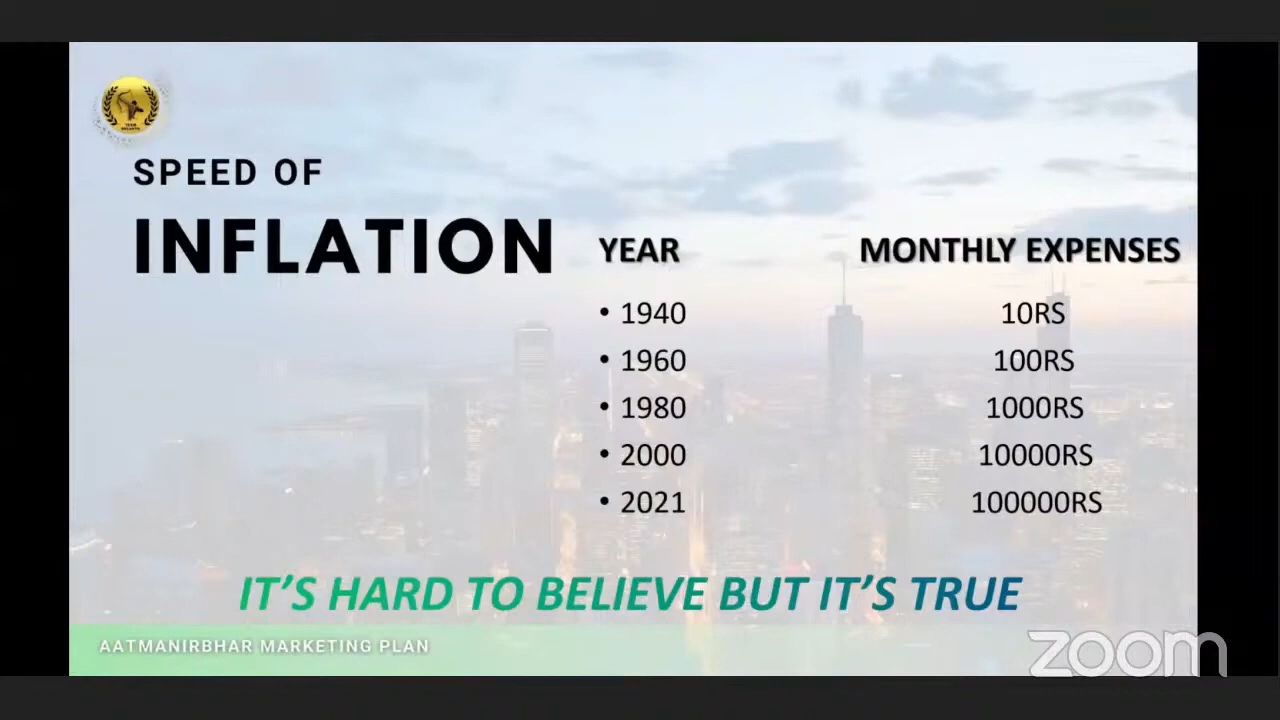 SPEED OF
INFLATION
YEAR MONTHLY EXPENSES
• 1940 10RS
• 1960 100RS
• 1980 1000RS
• 2000 10000RS
• 2021 100000RS
IT'S HARD TO BELIEVE BUT IT'S TRUE
AATMANIRBHAR MARKETING PLAN
zoom